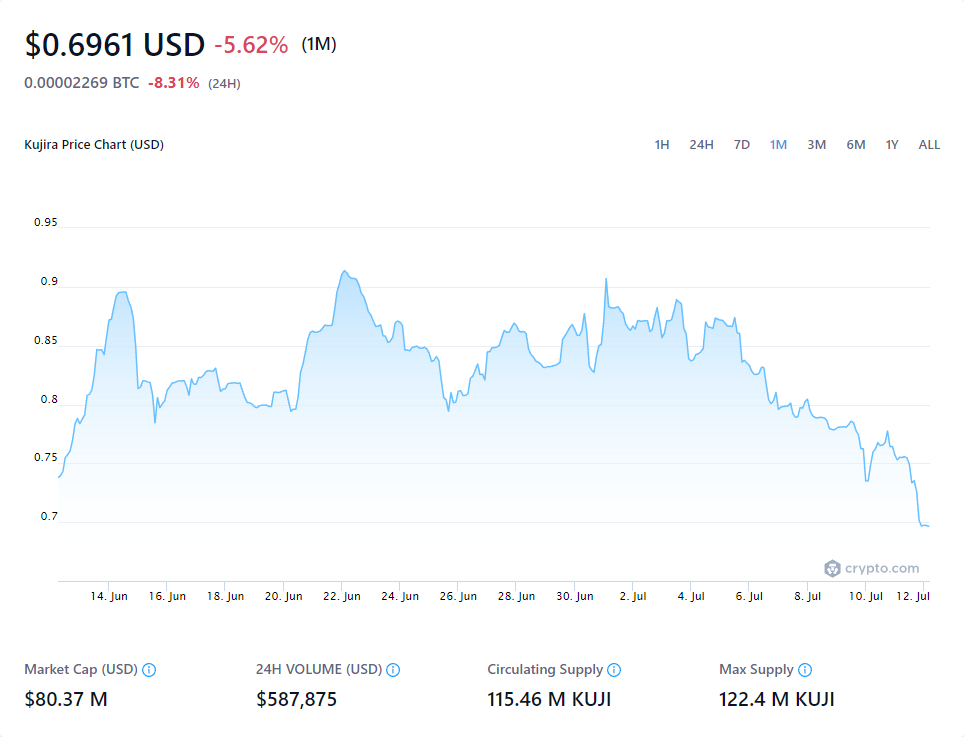 $0.6961 USD -5.62% (1M)
0.00002269 BTC -8.31% (24H)
Kujira Price Chart (USD) 1H 24H 7D 1M 3M 6M 1Y ALL
0.95
0.9
0.85
0.8
0.75
0.7
crypto.com
14. Jun 16. Jun 18. Jun 20. Jun 22. Jun 24. Jun 26. Jun 28. Jun 30. Jun 2. Jul 4. Jul 6. Jul 8. Jul 10. Jul 12. Jul
Market Cap (USD) 24H VOLUME (USD) Circulating Supply Max Supply
$80.37 M $587,875 115.46 M KUJI 122.4 M KUJI